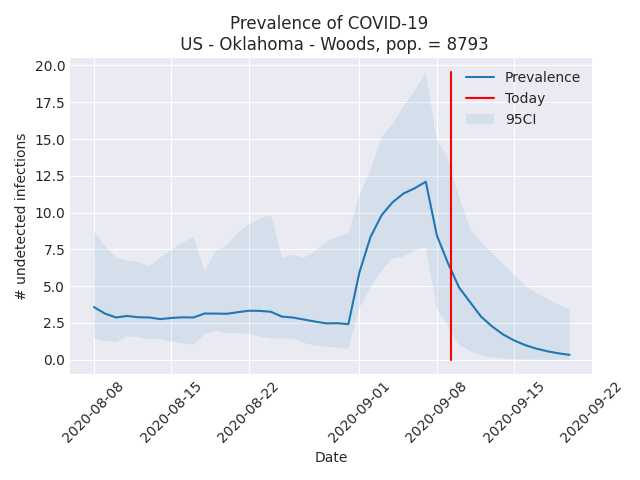 Prevalence of COVID-19
US - Oklahoma - Woods, pop. = 8793
20.0
17.5
15.0
12.5
10.0
7.5
5.0
2.5
0.0
# undetected infections
Prevalence
Today
95CI
2020-08-08
2020-08-15
2020-08-22
2020-09-01
2020-09-08
2020-09-15
2020-09-22
Date